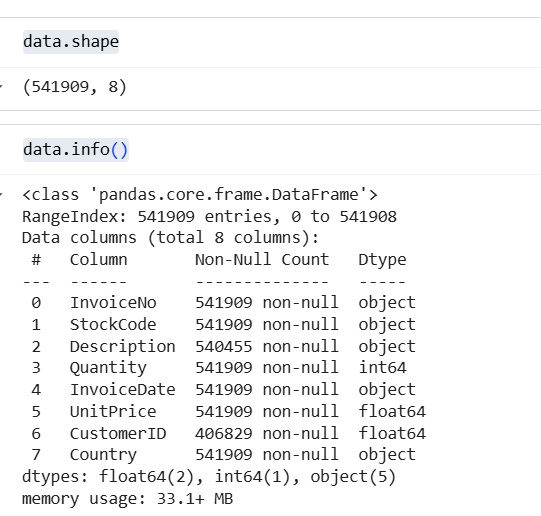 data.shape
(541909, 8)
data.info()
<class 'pandas.core.frame.DataFrame'>
RangeIndex: 541909 entries, 0 to 541908
Data columns (total 8 columns):
 #   Column       Non-Null Count   Dtype
---  ------       --------------   -----
 0   InvoiceNo    541909 non-null  object
 1   StockCode    541909 non-null  object
 2   Description  540455 non-null  object
 3   Quantity     541909 non-null  int64
 4   InvoiceDate  541909 non-null  object
 5   UnitPrice    541909 non-null  float64
 6   CustomerID   406829 non-null  float64
 7   Country      541909 non-null  object
dtypes: float64(2), int64(1), object(5)
memory usage: 33.1+ MB